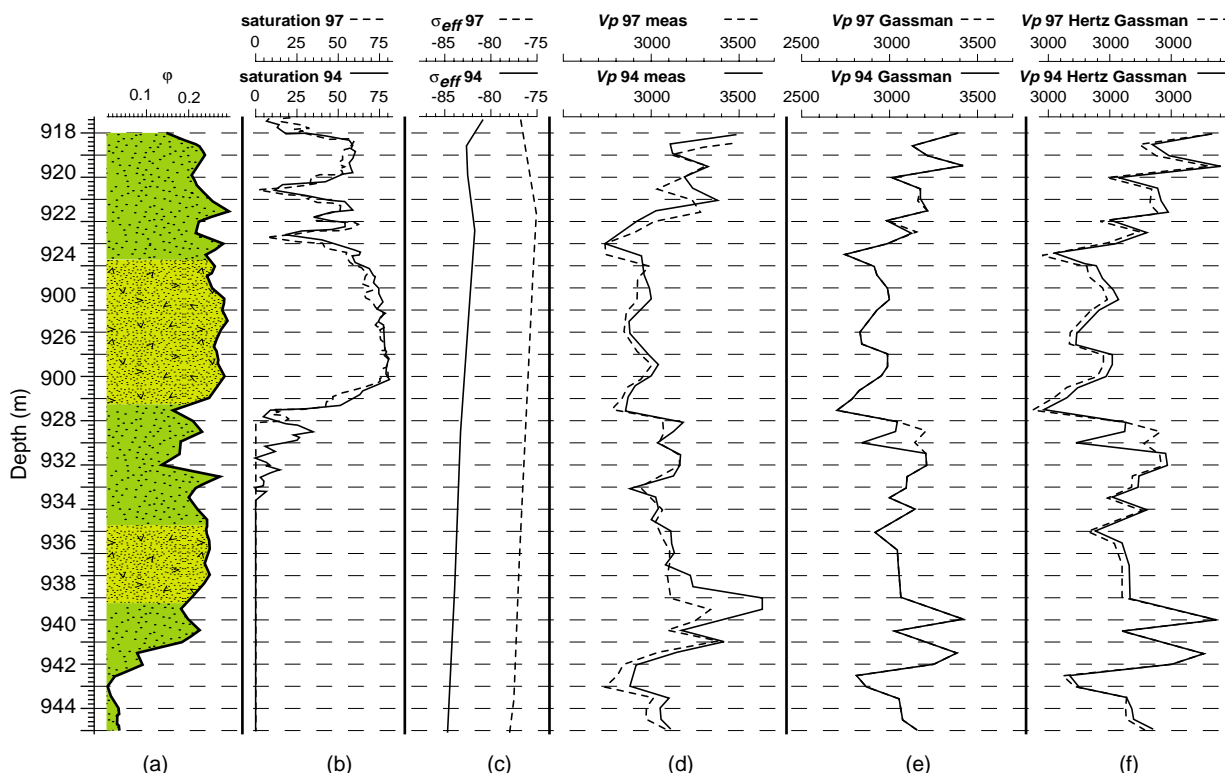 saturation 97
σeff 97
Vp 97 meas
Vp 97 Gassman
Vp 97 Hertz Gassman
0 25 50 75
-85 -80 -75
3000 3500
2500 3000 3500
3000 3000 3000
φ
saturation 94
σeff 94
Vp 94 meas
Vp 94 Gassman
Vp 94 Hertz Gassman
0.1 0.2
0 25 50 75
-85 -80 -75
3000 3500
2500 3000 3500
3000 3000 3000
Depth (m)
918
920
922
924
900
926
900
928
932
934
936
938
940
942
944
(a) (b) (c) (d) (e) (f)